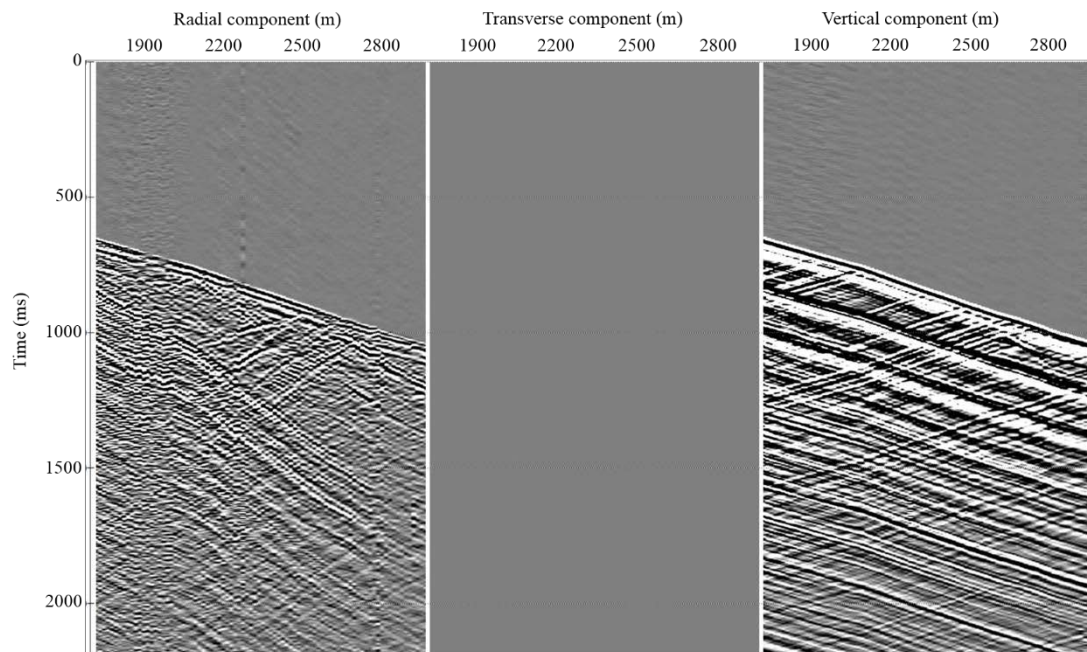 Radial component (m) Transverse component (m) Vertical component (m)
1900 2200 2500 2800 1900 2200 2500 2800 1900 2200 2500 2800
0
500
1000
1500
2000
Time (ms)